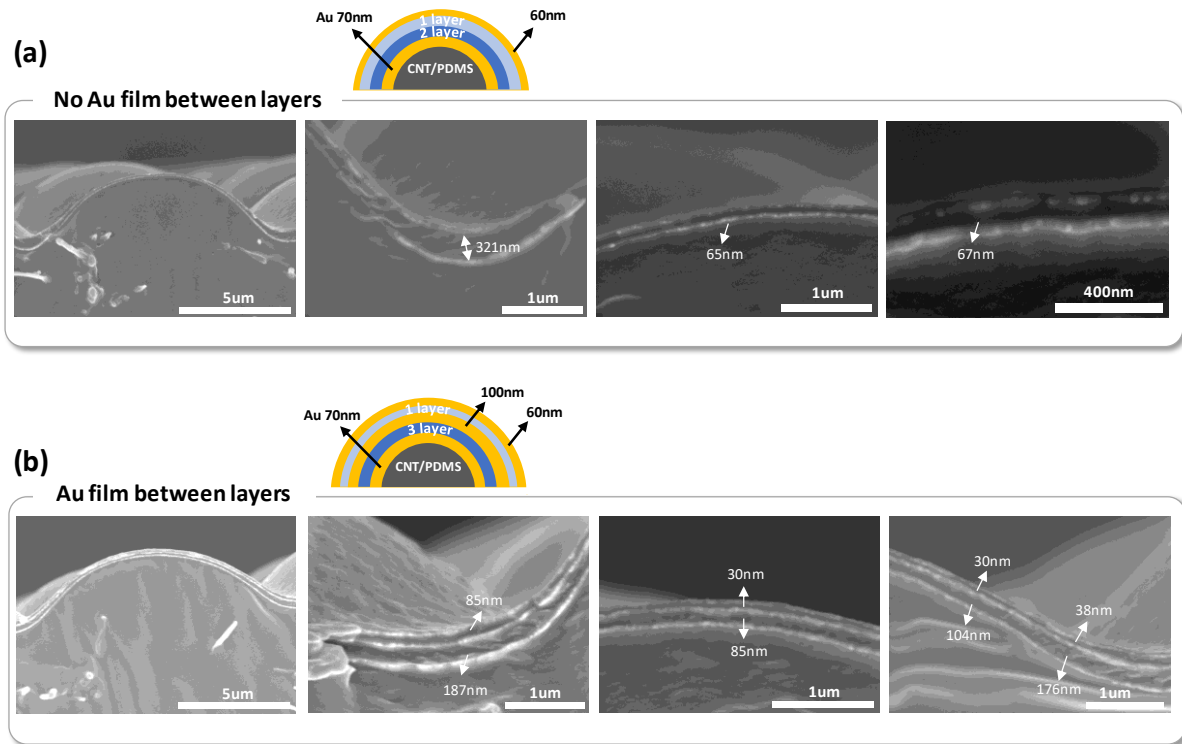 (a)
Au 70nm
1 layer
2 layer
60nm
CNT/PDMS
No Au film between layers
5um
321nm
1um
65nm
1um
67nm
400nm
(b)
Au 70nm
1 layer
3 layer
100nm
60nm
CNT/PDMS
Au film between layers
5um
85nm
187nm
1um
30nm
85nm
1um
30nm
104nm
38nm
176nm
1um